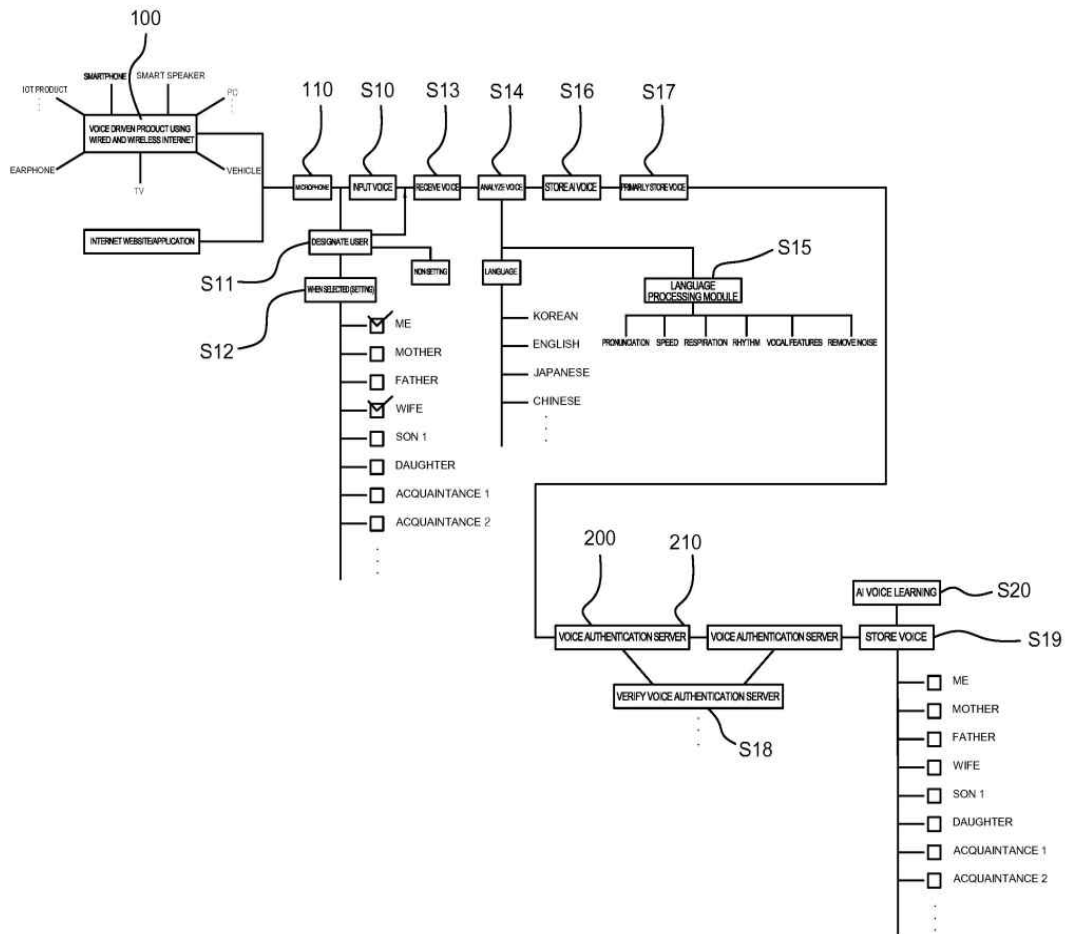 100
SMARTPHONE
SMART SPEAKER
IOT PRODUCT
PC
VOICE DRIVEN PRODUCT USING
WIRED AND WIRELESS INTERNET
EARPHONE
TV
VEHICLE
INTERNET WEBSITE/APPLICATION
110
S10
S13
S14
S16
S17
MICROPHONE
INPUT VOICE
RECEIVE VOICE
ANALYZE VOICE
STORE AI VOICE
PRIMARILY STORE VOICE
DESIGNATE USER
S11
NON-SETTING
WHEN SELECTED (SETTING)
S12
ME
MOTHER
FATHER
WIFE
SON 1
DAUGHTER
ACQUAINTANCE 1
ACQUAINTANCE 2
LANGUAGE
KOREAN
ENGLISH
JAPANESE
CHINESE
S15
LANGUAGE
PROCESSING MODULE
PRONUNCIATION
SPEED
RESPIRATION
RHYTHM
VOCAL FEATURES
REMOVE NOISE
200
210
VOICE AUTHENTICATION SERVER
VOICE AUTHENTICATION SERVER
VERIFY VOICE AUTHENTICATION SERVER
S18
AI VOICE LEARNING
S20
STORE VOICE
S19
ME
MOTHER
FATHER
WIFE
SON 1
DAUGHTER
ACQUAINTANCE 1
ACQUAINTANCE 2